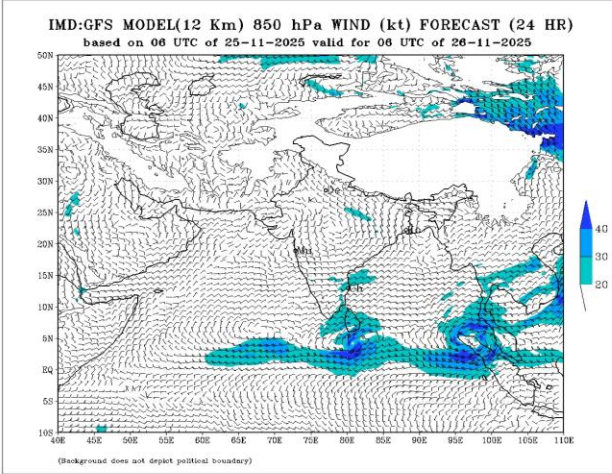 IMD:GFS MODEL(12 Km) 850 hPa WIND (kt) FORECAST (24 HR)
based on 06 UTC of 25-11-2025 valid for 06 UTC of 26-11-2025
50N
45N
40N
35N
30N
25N
20N
15N
10N
5N
EQ
5S
10S
40E 45E 50E 55E 60E 65E 70E 75E 80E 85E 90E 95E 100E 105E 110E
40
30
20
(Background does not depict political boundary)